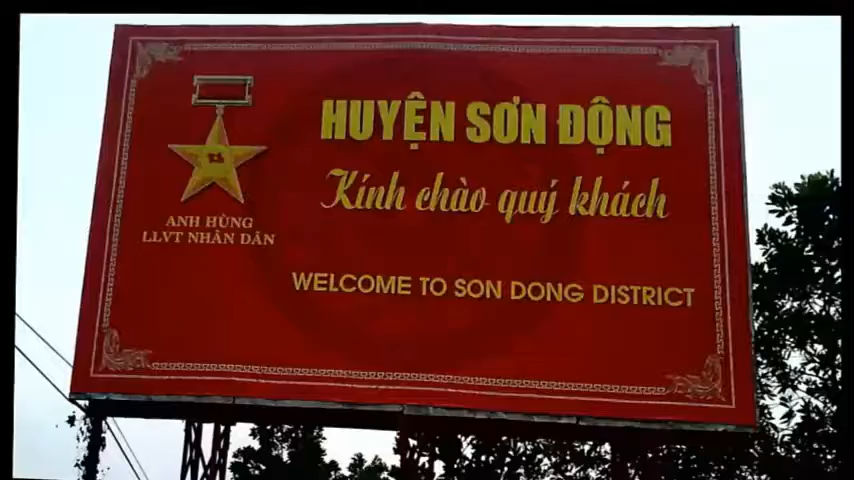 HUYỆN SƠN ĐỘNG
Kính chào quý khách
ANH HÙNG
LLVT NHÂN DÂN
WELCOME TO SON DONG DISTRICT